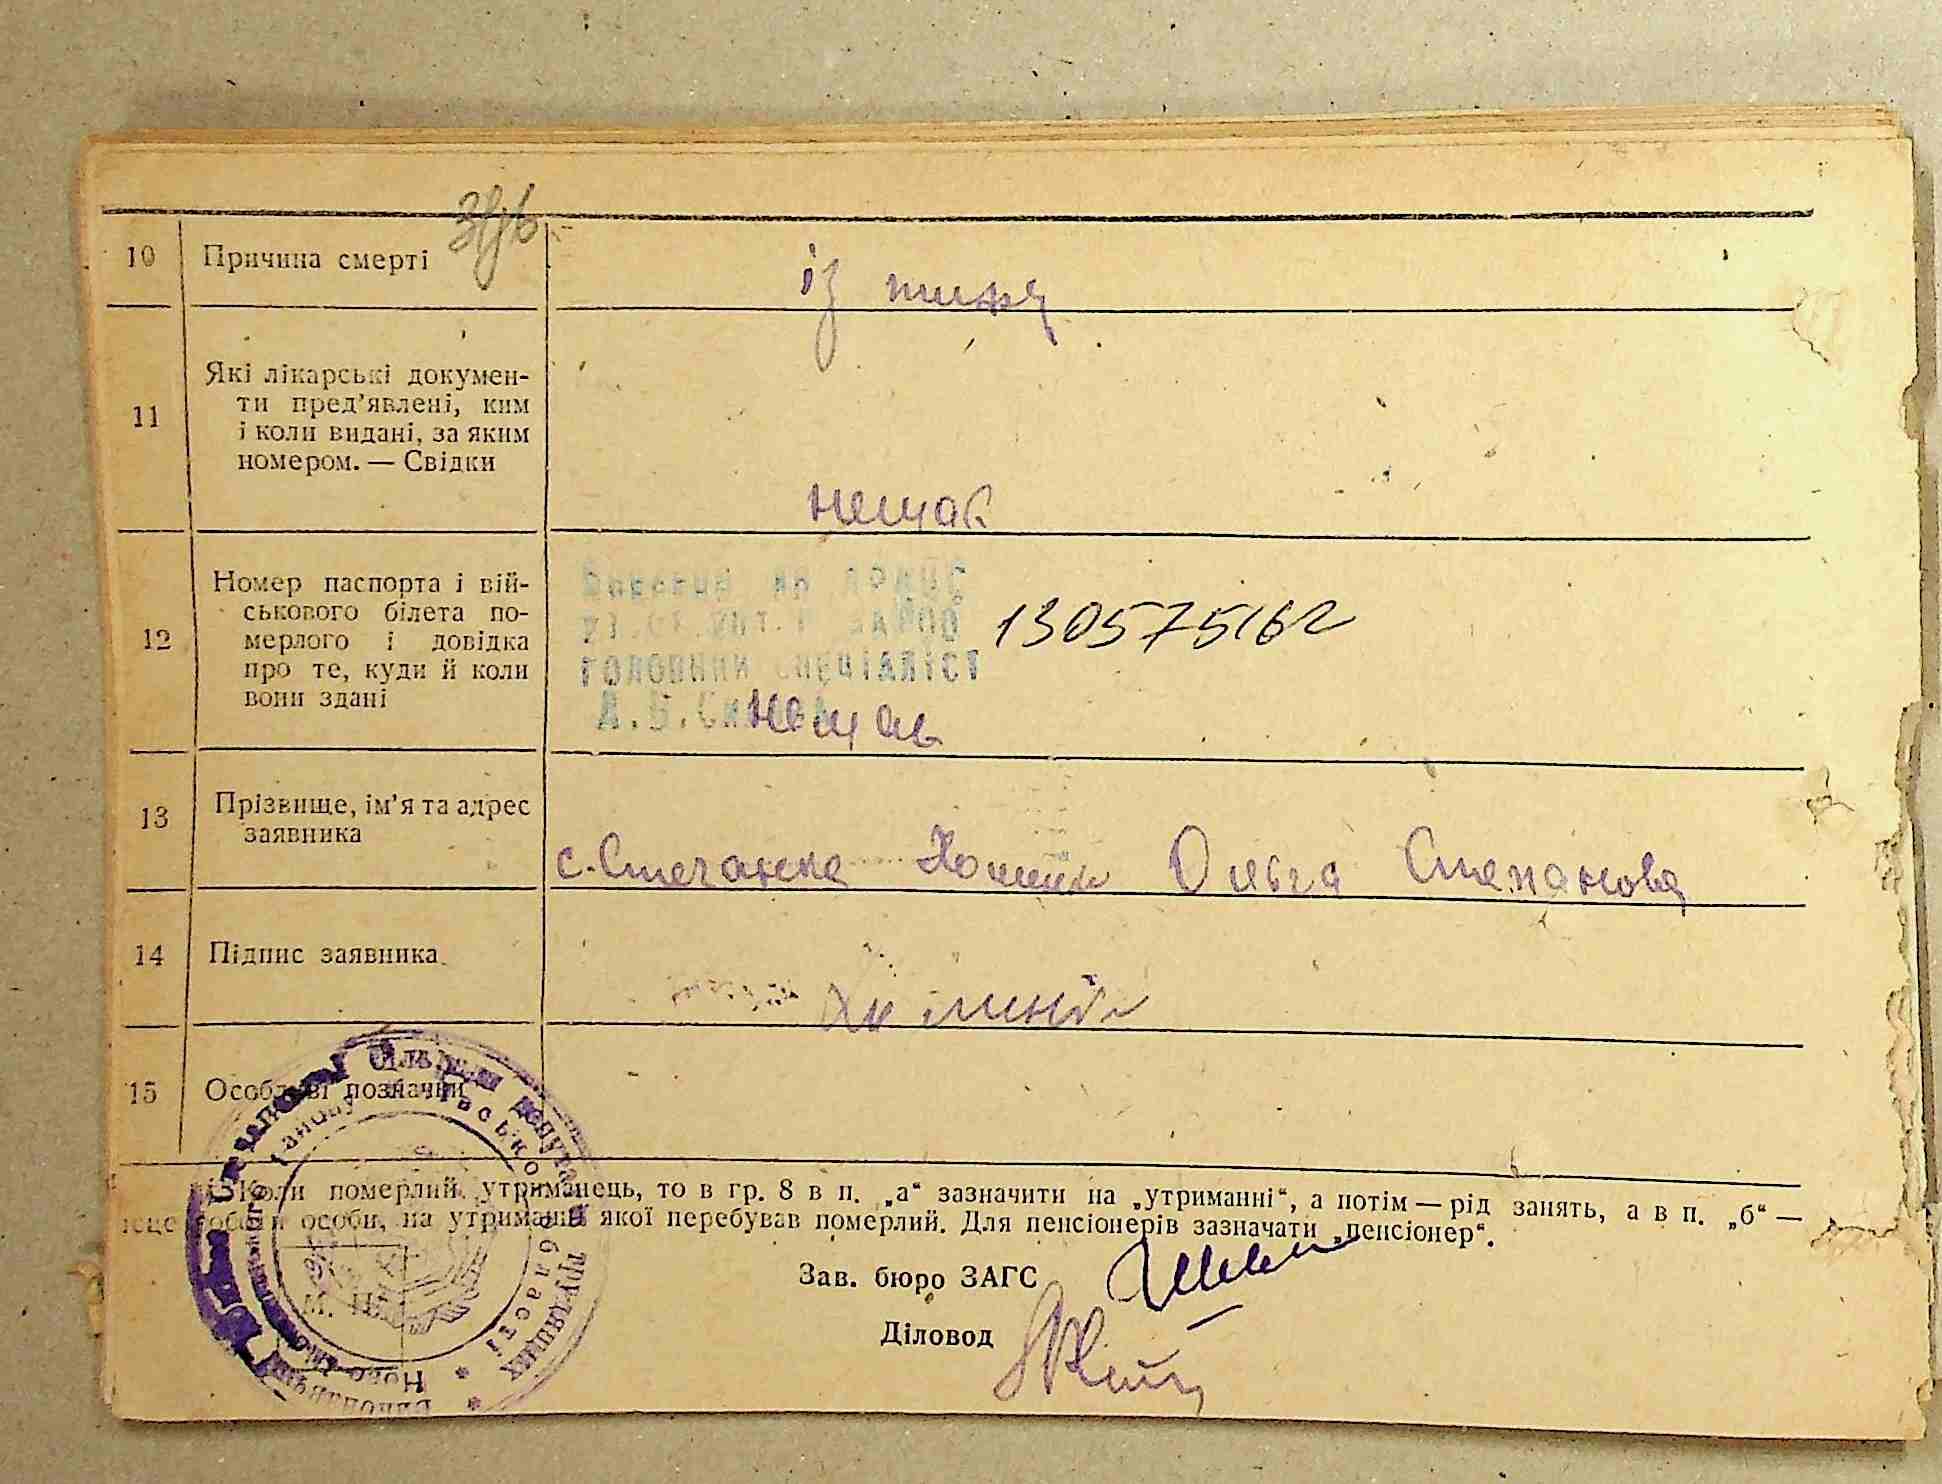 10 Причина смерті
із тифу
11 Які лікарські докумен-
ти пред’явлені, ким
і коли видані, за яким
номером. — Свідки
немає
12 Номер паспорта і вій-
ськового білета по-
мерлого і довідка
про те, куди й коли
вони здані
головний спеціаліст
130575162
13 Прізвище, ім’я та адрес
заявника
Ольга Степанова
14 Підпис заявника
15 Особливі позначки
Коли померлий утриманець, то в гр. 8 в п. „а“ зазначити на „утриманні“, а потім — рід занять, а в п. „б“ —
особи, на утриманні якої перебував померлий. Для пенсіонерів зазначати „пенсіонер“.
Зав. бюро ЗАГС
Діловод
М. П.
депутатів трудящих
області